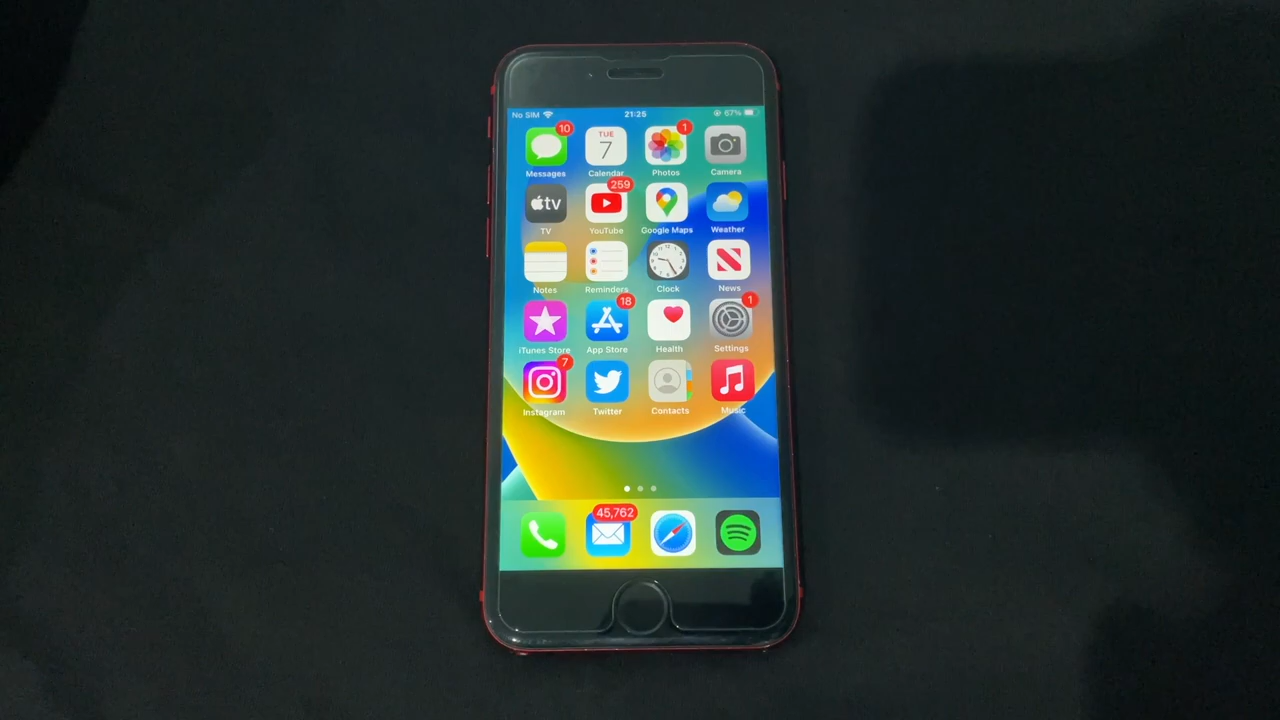 No SIM 21:25 67%
10 TUE 7 1
Messages Calendar Photos Camera
tv 259
TV YouTube Google Maps Weather
Notes Reminders Clock News
18 1
iTunes Store App Store Health Settings
7
Instagram Twitter Contacts Music
45,762